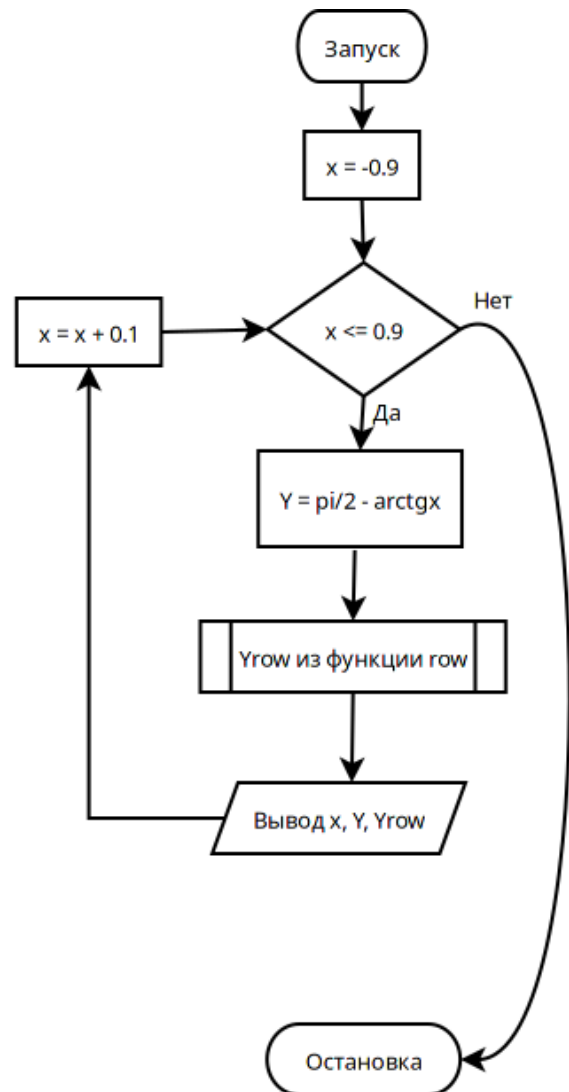 Запуск
x = -0.9
x <= 0.9
Нет
x = x + 0.1
Да
Y = pi/2 - arctgx
Yrow из функции row
Вывод x, Y, Yrow
Остановка